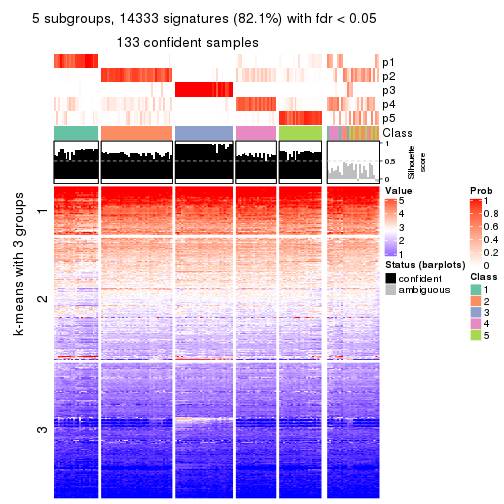 5 subgroups, 14333 signatures (82.1%) with fdr < 0.05
133 confident samples
p1
p2
p3
p4
p5
Class
1
0.5
0
Silhouette
score
k-means with 3 groups
1
2
3
Value
5
4
3
2
1
Status (barplots)
confident
ambiguous
Prob
1
0.8
0.6
0.4
0.2
0
Class
1
2
3
4
5